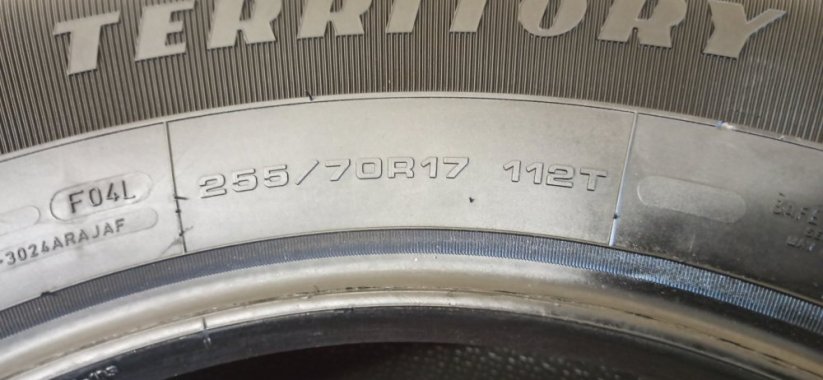 TERRITORY
255/70R17 112T
F04L
-3024ARAJAF